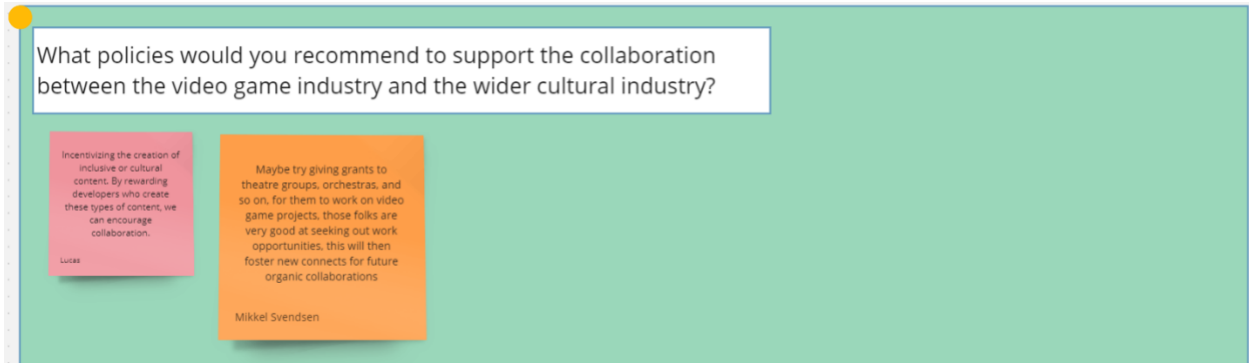 What policies would you recommend to support the collaboration
between the video game industry and the wider cultural industry?
Incentivizing the creation of
inclusive or cultural
content. By rewarding
developers who create
these types of content, we
can encourage
collaboration.
Lucas
Maybe try giving grants to
theatre groups, orchestras, and
so on, for them to work on video
game projects, those folks are
very good at seeking out work
opportunities, this will then
foster new connects for future
organic collaborations
Mikkel Svendsen